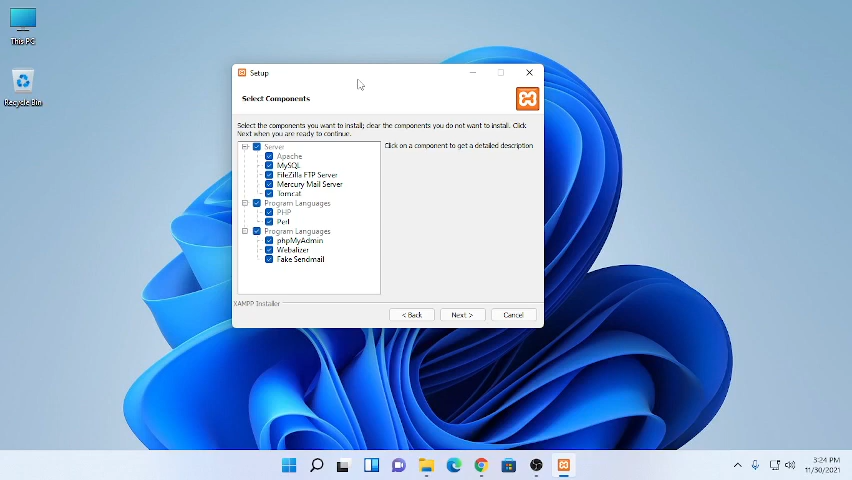 This PC
Recycle Bin
Setup
Select Components
Select the components you want to install; clear the components you do not want to install. Click
Next when you are ready to continue.
Server
Apache
MySQL
FileZilla FTP Server
Mercury Mail Server
Tomcat
Program Languages
PHP
Perl
Program Languages
phpMyAdmin
Webalizer
Fake Sendmail
Click on a component to get a detailed description
XAMPP Installer
< Back
Next >
Cancel
3:24 PM
11/30/2021